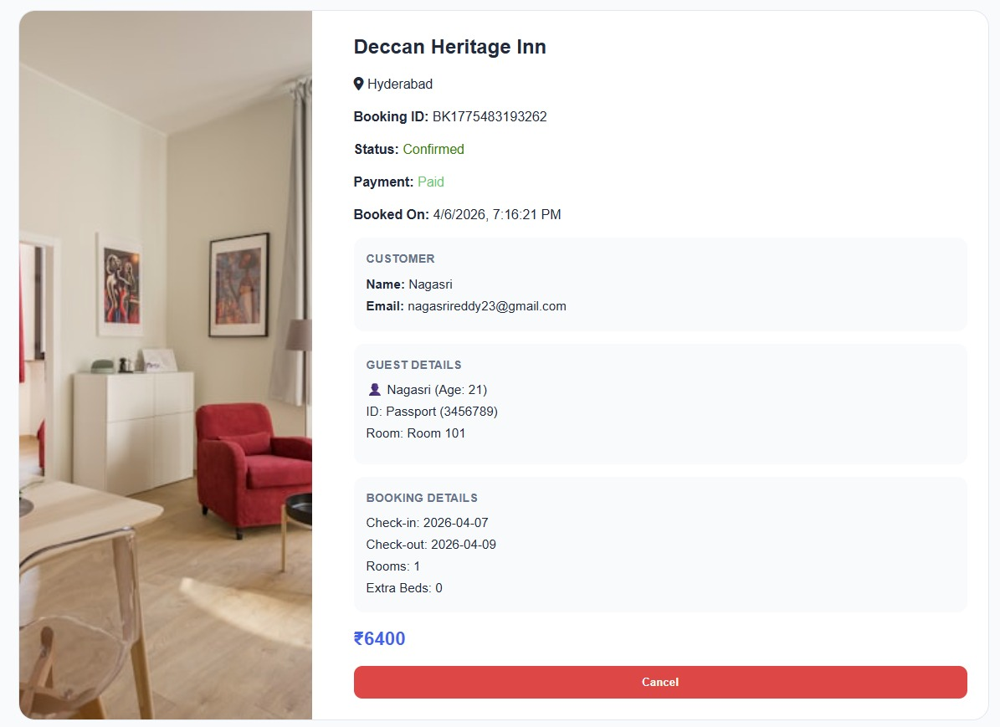 Deccan Heritage Inn
Hyderabad
Booking ID: BK1775483193262
Status: Confirmed
Payment: Paid
Booked On: 4/6/2026, 7:16:21 PM
CUSTOMER
Name: Nagasri
Email: nagasrireddy23@gmail.com
GUEST DETAILS
Nagasri (Age: 21)
ID: Passport (3456789)
Room: Room 101
BOOKING DETAILS
Check-in: 2026-04-07
Check-out: 2026-04-09
Rooms: 1
Extra Beds: 0
₹6400
Cancel